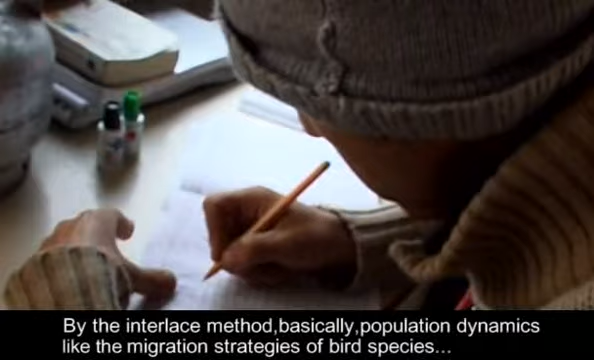 By the interlace method,basically,population dynamics
like the migration strategies of bird species...